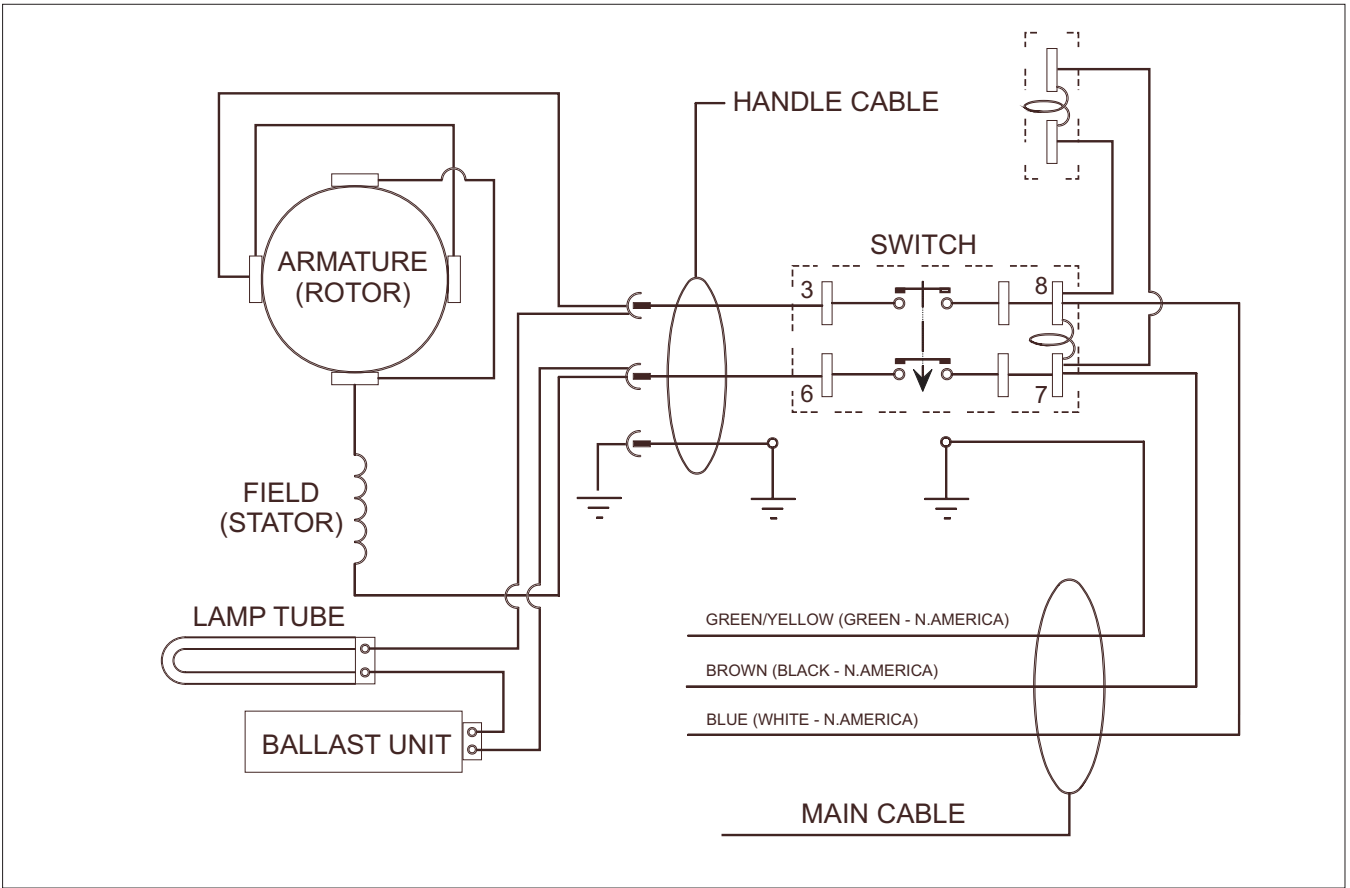 HANDLE CABLE
SWITCH
ARMATURE
(ROTOR)
3
8
6
7
FIELD
(STATOR)
LAMP TUBE
GREEN/YELLOW (GREEN - N.AMERICA)
BROWN (BLACK - N.AMERICA)
BLUE (WHITE - N.AMERICA)
BALLAST UNIT
MAIN CABLE